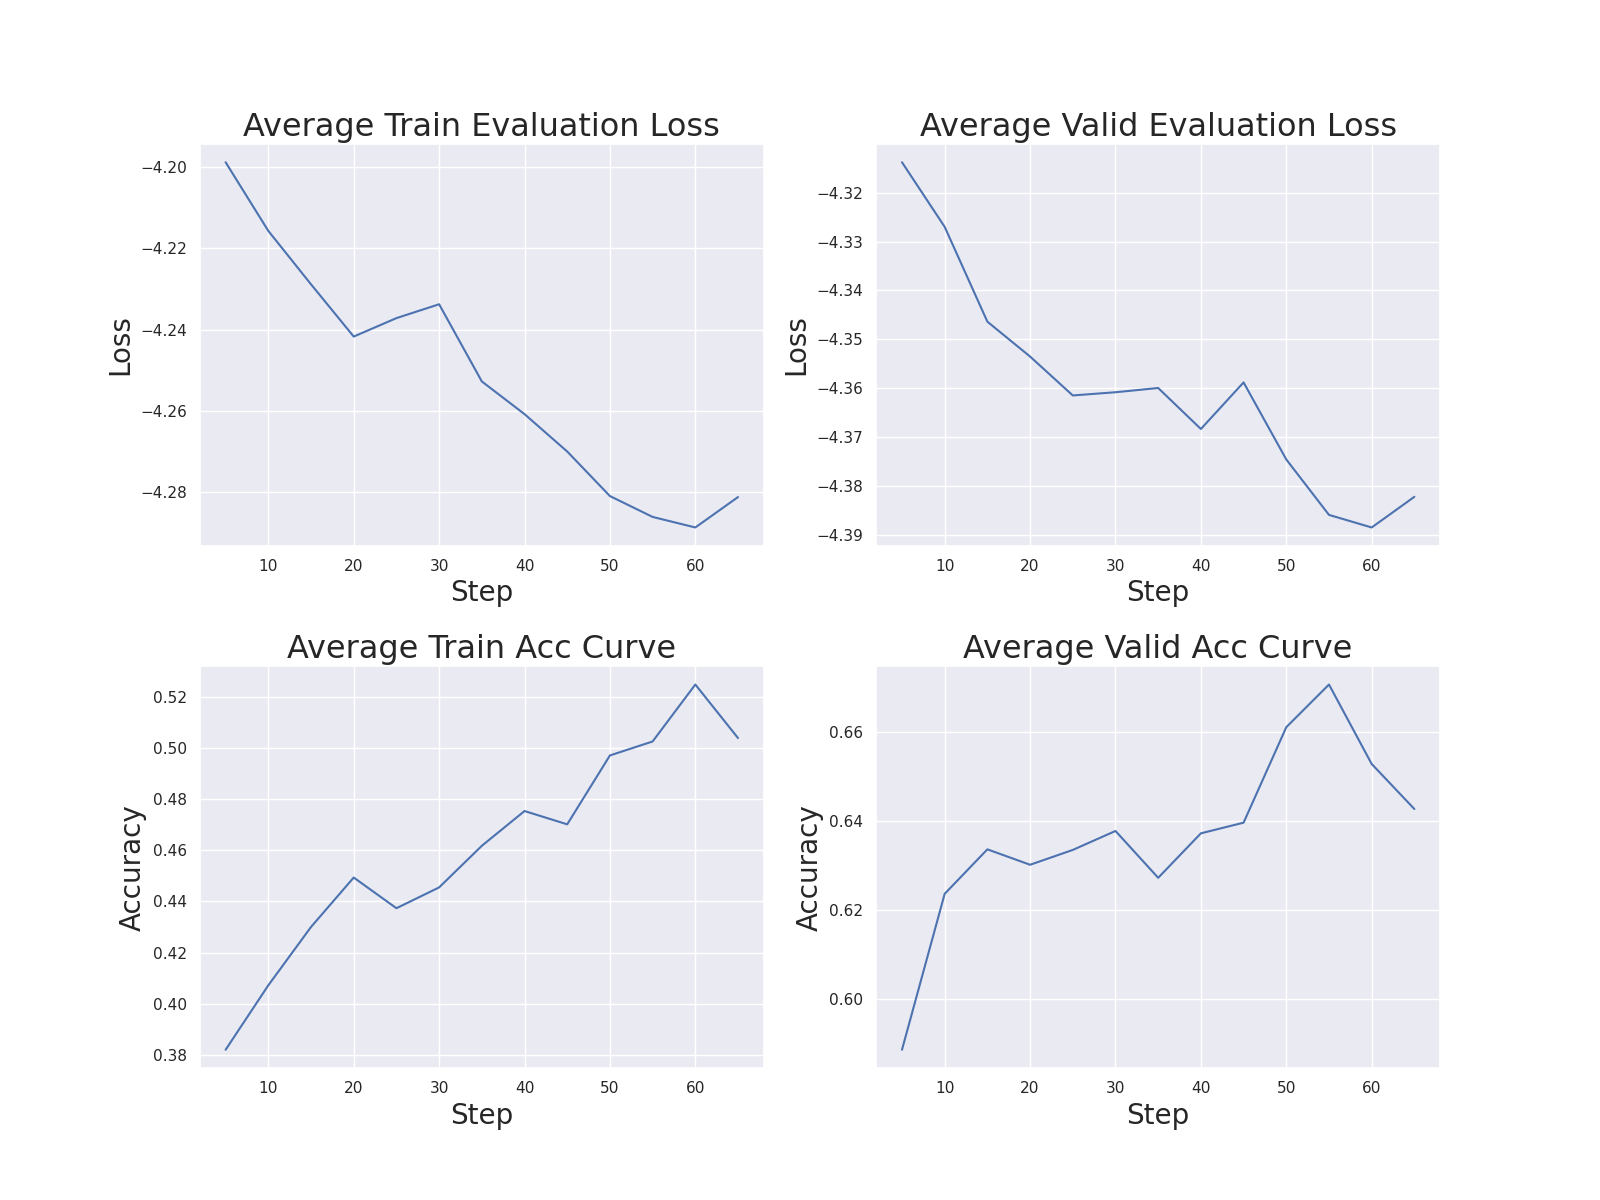 Average Train Evaluation Loss
Average Valid Evaluation Loss
Loss
−4.20
−4.22
−4.24
−4.26
−4.28
10 20 30 40 50 60
Step
Loss
−4.32
−4.33
−4.34
−4.35
−4.36
−4.37
−4.38
−4.39
10 20 30 40 50 60
Step
Average Train Acc Curve
Average Valid Acc Curve
Accuracy
0.52
0.50
0.48
0.46
0.44
0.42
0.40
0.38
10 20 30 40 50 60
Step
Accuracy
0.66
0.64
0.62
0.60
10 20 30 40 50 60
Step